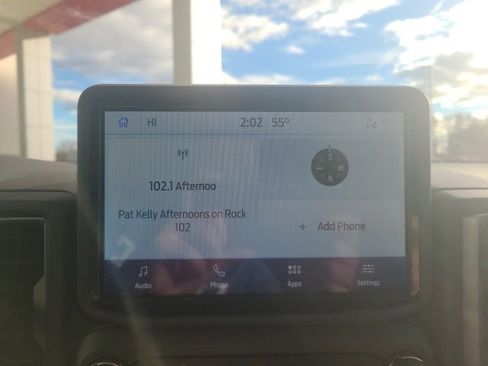 HI
2:02 55°
102.1 Afternoo
S
N
Pat Kelly Afternoons on Rock
102
+ Add Phone
Audio
Phone
Apps
Settings